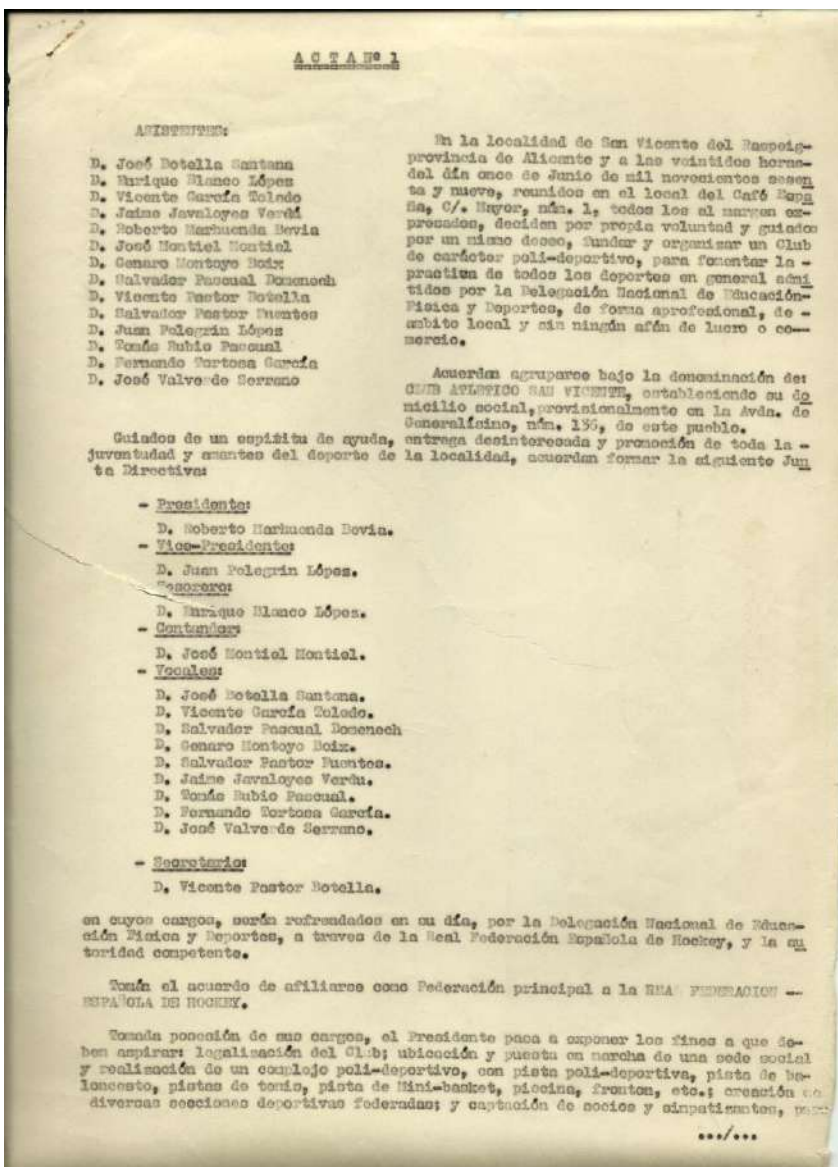 ACTA Nº 1
ASISTENTES:
D. José Botella Santana
D. Enrique Blanco López
D. Vicente García Toledo
D. Jaime Javaloyes Verdú
D. Roberto Marhuenda Bevia
D. José Montiel Montiel
D. Genaro Montoyo Boix
D. Salvador Pascual Domenech
D. Vicente Pastor Botella
D. Salvador Pastor Fuentes
D. Juan Pelegrin López
D. Tomás Rubio Pascual
D. Fernando Tortosa García
D. José Valverde Serrano
En la localidad de San Vicente del Raspeig-
provincia de Alicante y a las veintidos horas-
del día once de Junio de mil novecientos sesen
ta y nueve, reunidos en el local del Café Espa
ña, C/. Mayor, núm. 1, todos los al margen ex-
presados, deciden por propia voluntad y guiados
por un mismo deseo, fundar y organizar un Club
de carácter poli-deportivo, para fomentar la -
practica de todos los deportes en general admi
tidos por la Delegación Nacional de Educación-
Fisica y Deportes, de forma aprofesional, de -
ambito local y sin ningún afán de lucro o co--
mercio.
Acuerdan agruparse bajo la denominación de:
CLUB ATLETICO SAN VICENTE, estableciendo su do
micilio social,provisionalmente en la Avda. de
Generalísimo, núm. 136, de este pueblo.
Guiados de un espiritu de ayuda, entrega desinteresada y promoción de toda la -
juventudad y amantes del deporte de la localidad, acuerdan formar la siguiente Jun
ta Directiva:
- Presidente:
D. Roberto Marhuenda Bevia.
- Vice-Presidente:
D. Juan Pelegrin López.
Tesorero:
D. Enrique Blanco López.
- Contandor:
D. José Montiel Montiel.
- Vocales:
D. José Botella Santana.
D. Vicente García Toledo.
D. Salvador Pascual Domenech
D. Genaro Montoyo Boix.
D. Salvador Pastor Fuentes.
D. Jaime Javaloyes Verdu.
D. Tomás Rubio Pascual.
D. Fernando Tortosa García.
D. José Valverde Serrano.
- Secretario:
D. Vicente Pastor Botella.
en cuyos cargos, serán refrendados en su día, por la Delegación Nacional de Educa-
ción Fisica y Deportes, a traves de la Real Federación Española de Hockey, y la au
toridad competente.
Tomán el acuerdo de afiliarse como Federación principal a la REAL FEDERACION --
ESPAÑOLA DE HOCKEY.
Tomada posesión de sus cargos, el Presidente pasa a exponer los fines a que de-
ben aspirar: legalización del Club; ubicación y puesta en marcha de una sede social
y realización de un complejo poli-deportivo, con pista poli-deportiva, pista de ba-
loncesto, pistas de tenis, pista de Mini-basket, piscina, fronton, etc.; creación de
diversas secciones deportivas federadas; y captación de socios y simpatizantes,
.../...